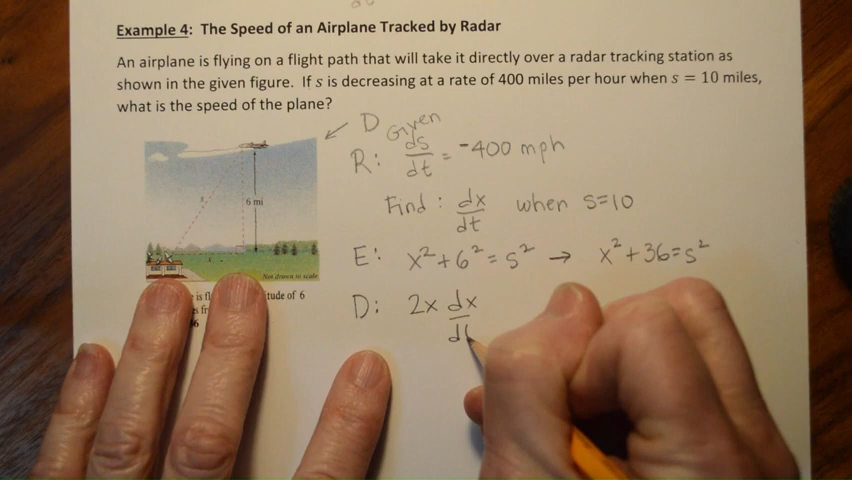 Example 4: The Speed of an Airplane Tracked by Radar
An airplane is flying on a flight path that will take it directly over a radar tracking station as
shown in the given figure. If s is decreasing at a rate of 400 miles per hour when s = 10 miles,
what is the speed of the plane?
D
Given
R: ds/dt = -400 mph
Find: dx/dt when s=10
E: x²+6²=s² → x²+36=s²
D: 2x dx/d
s
6 mi
x
Not drawn to scale
is fl
tude of 6
s fr
6